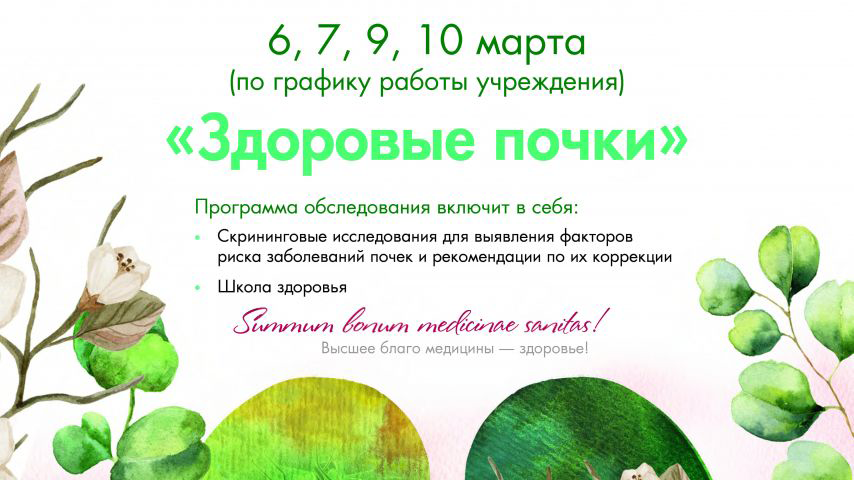 6, 7, 9, 10 марта
(по графику работы учреждения)
«Здоровые почки»
Программа обследования включит в себя:
• Скрининговые исследования для выявления факторов
риска заболеваний почек и рекомендации по их коррекции
• Школа здоровья
Summum bonum medicinae sanitas!
Высшее благо медицины — здоровье!